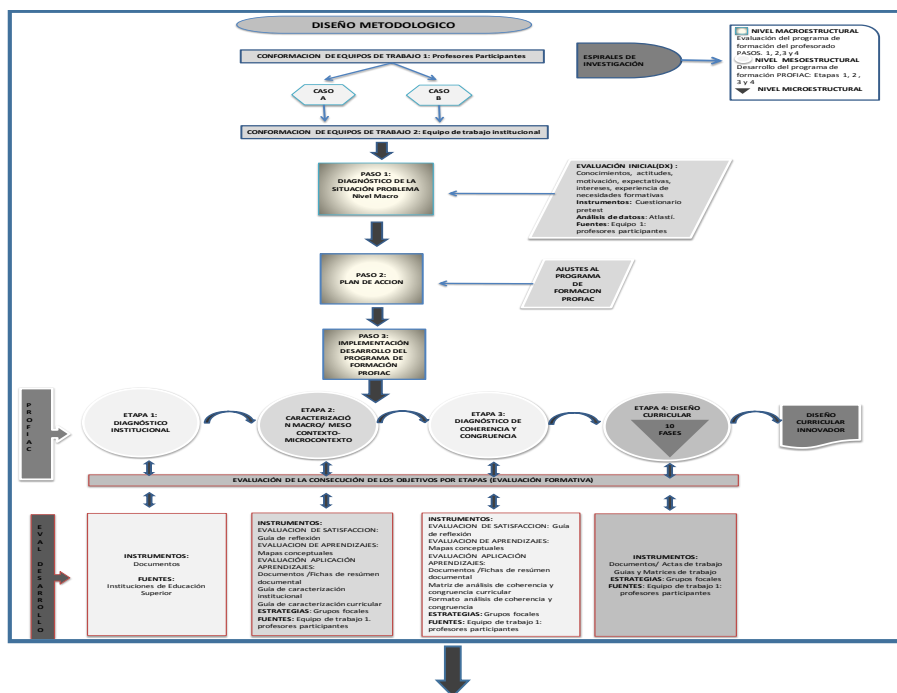 DISEÑO METODOLOGICO
CONFORMACION DE EQUIPOS DE TRABAJO 1: Profesores Participantes
CASO
A
CASO
B
CONFORMACION DE EQUIPOS DE TRABAJO 2: Equipo de trabajo institucional
ESPIRALES DE
INVESTIGACIÓN
NIVEL MACROESTRUCTURAL
Evaluación del programa de
formación del profesorado
PASOS. 1, 2,3 y 4
NIVEL MESOESTRUCTURAL
Desarrollo del programa de
formación PROFIAC: Etapas 1, 2 ,
3 y 4
NIVEL MICROESTRUCTURAL
PASO 1:
DIAGNÓSTICO DE LA
SITUACIÓN PROBLEMA
Nivel Macro
EVALUACIÓN INICIAL(DX) :
Conocimientos, actitudes,
motivación, expectativas,
intereses, experiencia de
necesidades formativas
Instrumentos: Cuestionario
pretest
Análisis de datoss: Atlastí.
Fuentes: Equipo 1:
profesores participantes
PASO 2:
PLAN DE ACCION
AJUSTES AL
PROGRAMA
DE
FORMACION
PROFIAC
PASO 3:
IMPLEMENTACIÓN
DESARROLLO DEL
PROGRAMA DE
FORMACIÓN
PROFIAC
PROFIAC
ETAPA 1:
DIAGNÓSTICO
INSTITUCIONAL
ETAPA 2:
CARACTERIZACIÓ
N MACRO/ MESO
CONTEXTO-
MICROCONTEXTO
ETAPA 3:
DIAGNÓSTICO DE
COHERENCIA Y
CONGRUENCIA
ETAPA 4: DISEÑO
CURRICULAR
10
FASES
DISEÑO
CURRICULAR
INNOVADOR
EVALUACIÓN DE LA CONSECUCIÓN DE LOS OBJETIVOS POR ETAPAS (EVALUACIÓN FORMATIVA)
EVAL DESARROLLO
INSTRUMENTOS:
Documentos
FUENTES:
Instituciones de Educación
Superior
INSTRUMENTOS:
EVALUACION DE SATISFACCION:
Guía de reflexión
EVALUACION DE APRENDIZAJES:
Mapas conceptuales
EVALUACIÓN APLICACIÓN
APRENDIZAJES:
Documentos /Fichas de resúmen
documental
Guía de caracterización
institucional
Guía de caracterización curricular
ESTRATEGIAS: Grupos focales
FUENTES: Equipo de trabajo 1.
profesores participantes
INSTRUMENTOS:
EVALUACION DE SATISFACCION: Guía
de reflexión
EVALUACION DE APRENDIZAJES:
Mapas conceptuales
EVALUACIÓN APLICACIÓN
APRENDIZAJES:
Documentos /Fichas de resúmen
documental
Matriz de análisis de coherencia y
congruencia curricular
Formato análisis de coherencia y
congruencia
ESTRATEGIAS: Grupos focales
FUENTES: Equipo de trabajo 1:
profesores participantes
INSTRUMENTOS:
Documentos/ Actas de trabajo
Guías y Matrices de trabajo
ESTRATEGIAS: Grupos focales
FUENTES: Equipo de trabajo 1:
profesores participantes